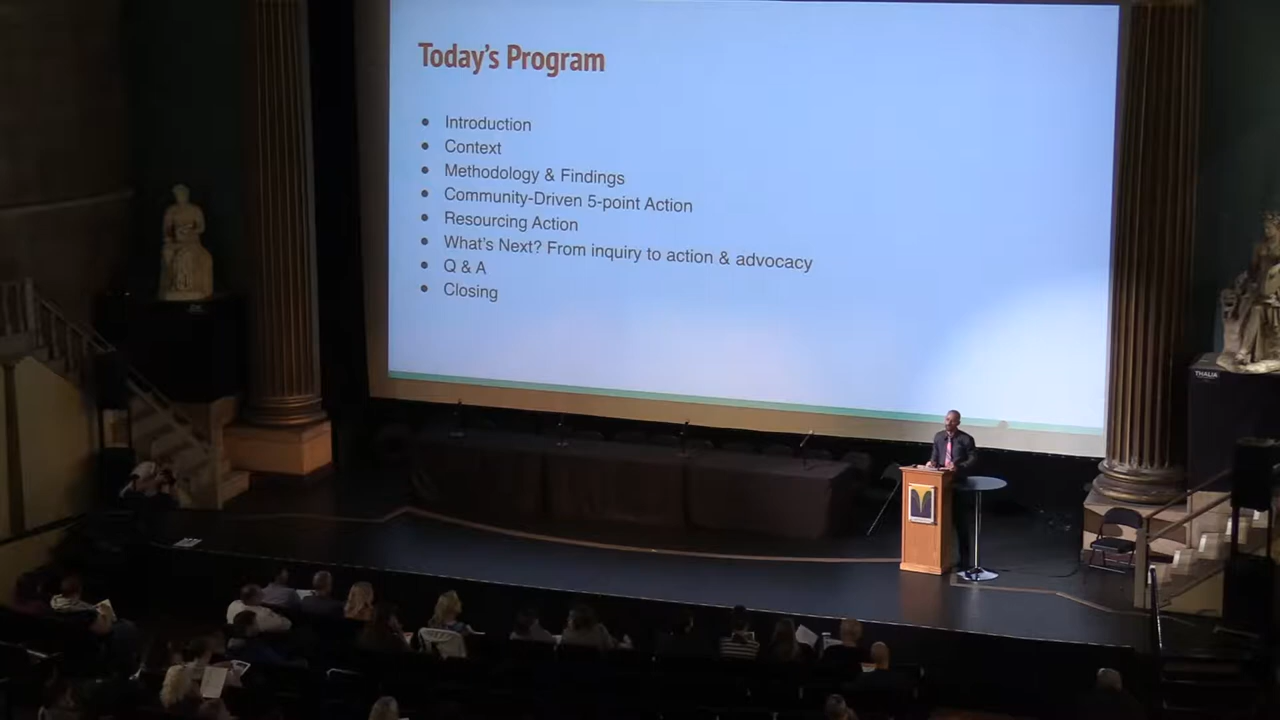 Today's Program
Introduction
Context
Methodology & Findings
Community-Driven 5-point Action
Resourcing Action
What's Next? From inquiry to action & advocacy
Q & A
Closing
THALIA